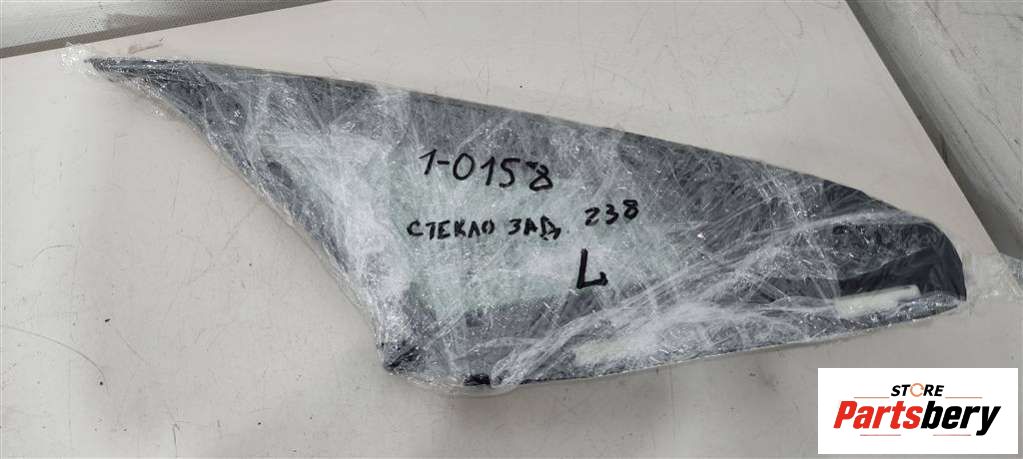 1-0158
СТЕКЛО ЗАД 238
L
STORE
Partsbery